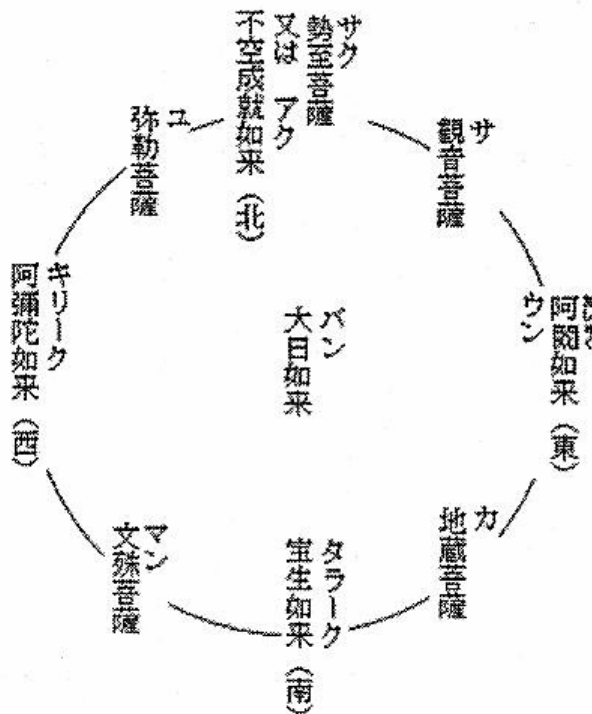 サク
勢至菩薩
又は アク
不空成就如来(北)
サ
観音菩薩
阿閦如来(東)
ウン
カ
地蔵菩薩
タラーク
宝生如来(南)
マン
文殊菩薩
キリーク
阿彌陀如来(西)
ユ
弥勒菩薩
バン
大日如来